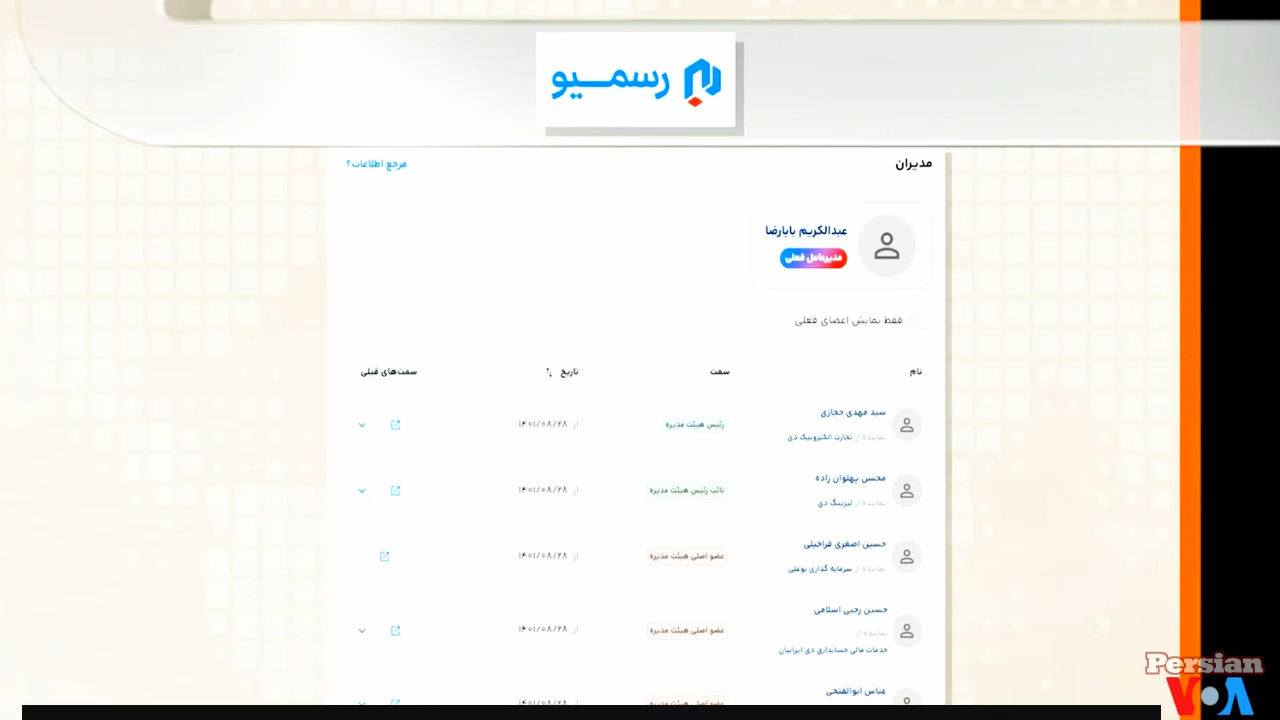 رسمیو
مدیران
مرجع اطلاعات؟
عبدالکریم بابارضا
مدیرعامل فعلی
فقط نمایش اعضای فعلی
نام سمت تاریخ سمت‌های قبلی
سید مهدی حجازی
نماینده از تجارت الکترونیک دی
رئیس هیئت مدیره
از ۱۴۰۱/۰۸/۲۸
محسن پهلوان زاده
نماینده از لیزینگ دی
نائب رئیس هیئت مدیره
از ۱۴۰۱/۰۸/۲۸
حسین اصغری قراخیلی
نماینده از سرمایه گذاری بوعلی
عضو اصلی هیئت مدیره
از ۱۴۰۱/۰۸/۲۸
حسین رجبی اسلامی
نماینده از
خدمات مالی حسابداری دی ایرانیان
عضو اصلی هیئت مدیره
از ۱۴۰۱/۰۸/۲۸
عباس ابوالفتحی
Persian
VOA